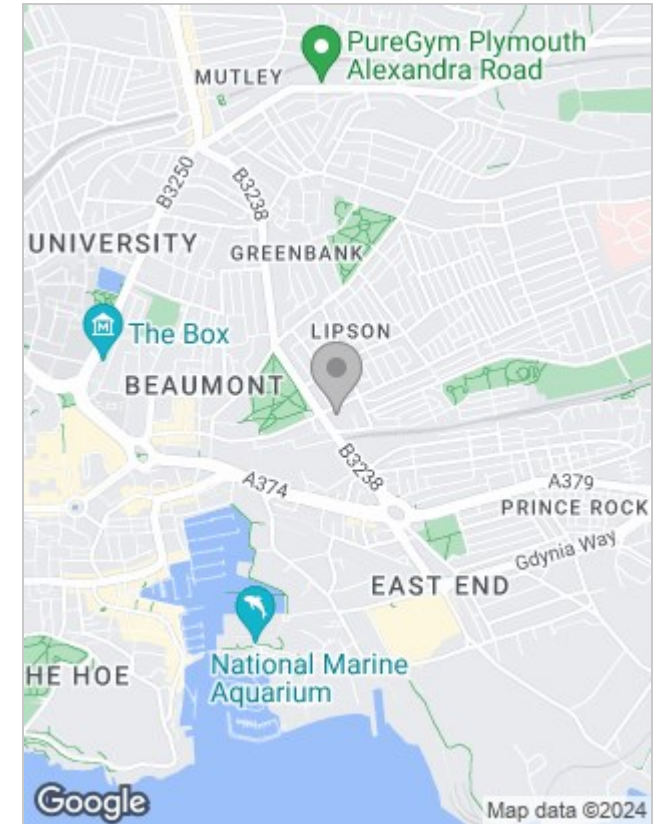 PureGym Plymouth
Alexandra Road
MUTLEY
B3250
B3238
UNIVERSITY
GREENBANK
LIPSON
The Box
BEAUMONT
B3238
A374
A379
PRINCE ROCK
Gdynia Way
EAST END
National Marine
Aquarium
HE HOE
Google
Map data ©2024